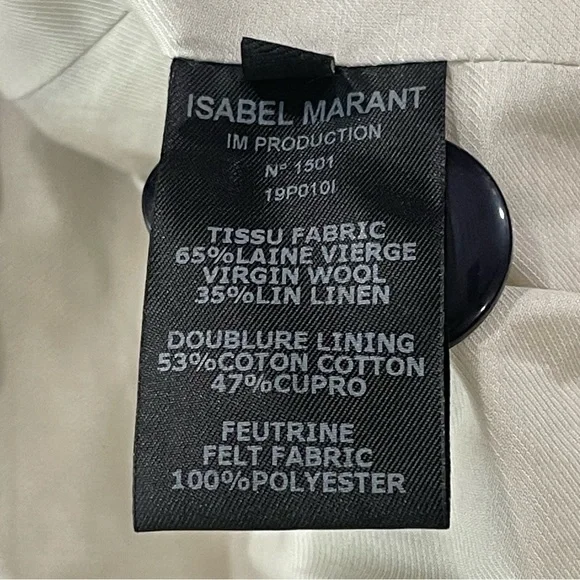 ISABEL MARANT
IM PRODUCTION
N° 1501
19P010I
TISSU FABRIC
65%LAINE VIERGE
VIRGIN WOOL
35%LIN LINEN
DOUBLURE LINING
53%COTON COTTON
47%CUPRO
FEUTRINE
FELT FABRIC
100%POLYESTER